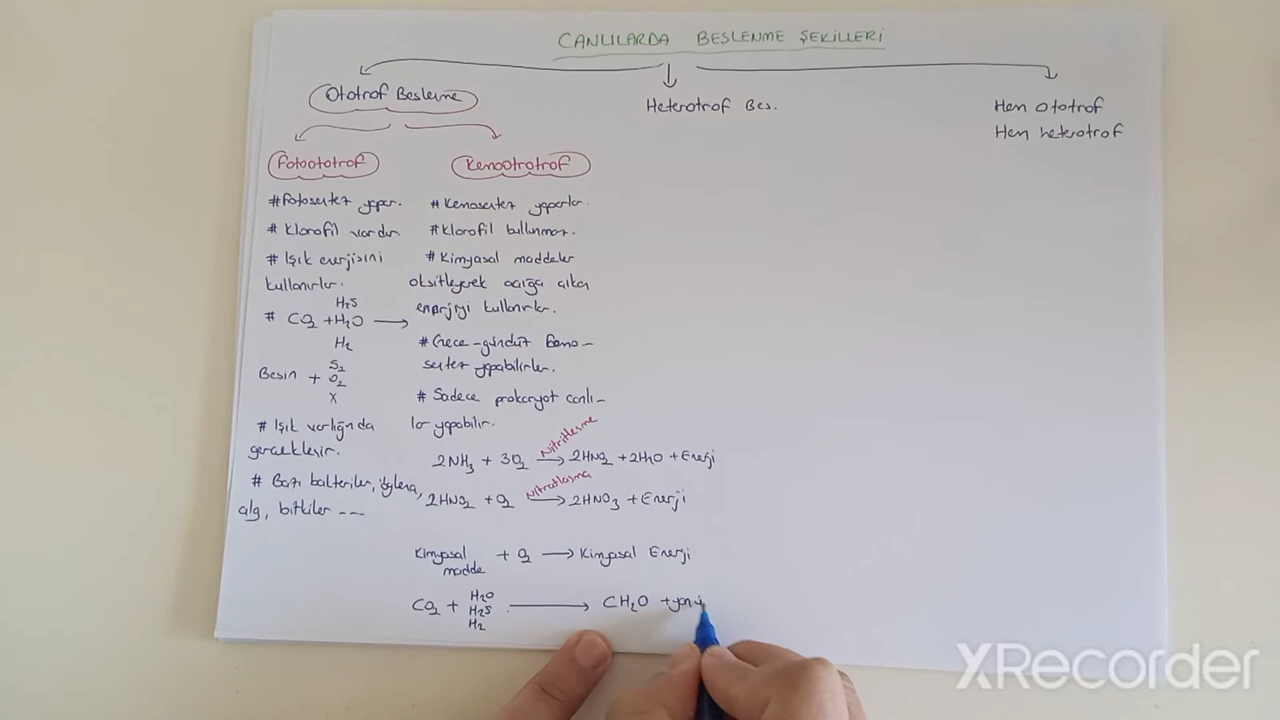 CANLILARDA BESLENME ŞEKİLLERİ
Ototrof Beslenme
Heterotrof Bes.
Hem ototrof
Hem heterotrof
Fotoototrof
Kemoototrof
#Fotosentez yapar.
# Klorofil vardır
# Işık enerjisini
kullanırlar.
# CO2 + H2O →
H2S
H2
Besin + O2
S2
X
# Işık varlığında
gerçekleşir.
# Bazı bakteriler, öglena,
alg, bitkiler ---
# Kemosentez yaparlar.
#Klorofil bulunmaz.
#Kimyasal maddeler
oksitleyerek açığa çıkan
enerjiyi kullanırlar.
#Gece-gündüz kemo-
sentez yapabilirler.
# Sadece prokaryot canlı-
lar yapabilir.
Nitritleşme
2NH3 + 3O2 → 2HNO2 + 2H2O + Enerji
Nitratlaşma
2HNO2 + O2 → 2HNO3 + Enerji
Kimyasal madde + O2 → Kimyasal Enerji
CO2 + H2O → CH2O + yan
H2S
H2
XRecorder